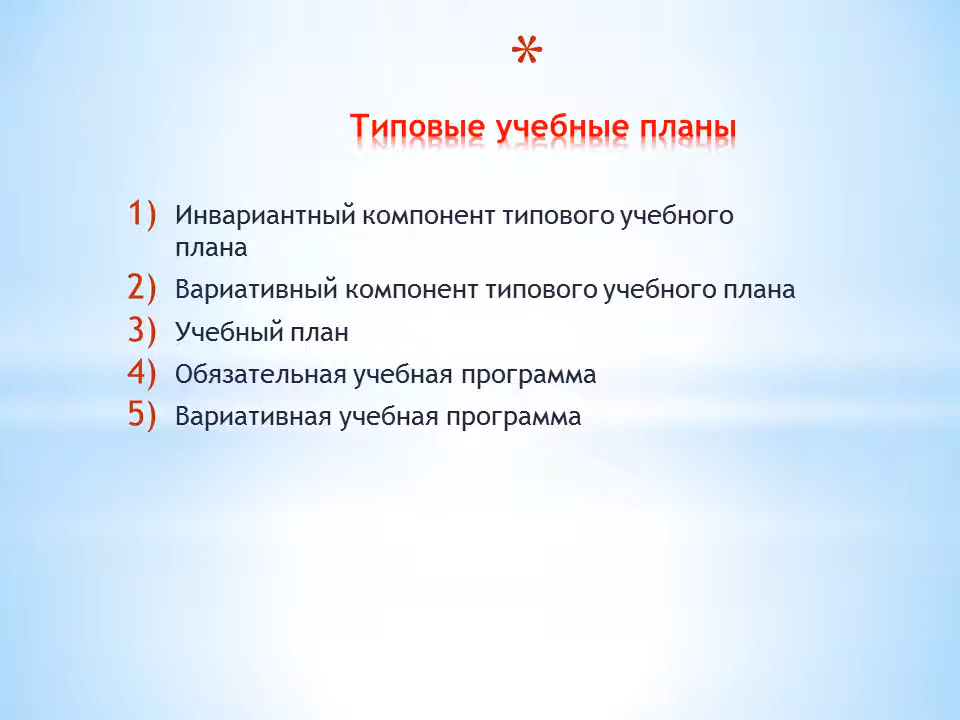 *
Типовые учебные планы
1) Инвариантный компонент типового учебного
плана
2) Вариативный компонент типового учебного плана
3) Учебный план
4) Обязательная учебная программа
5) Вариативная учебная программа